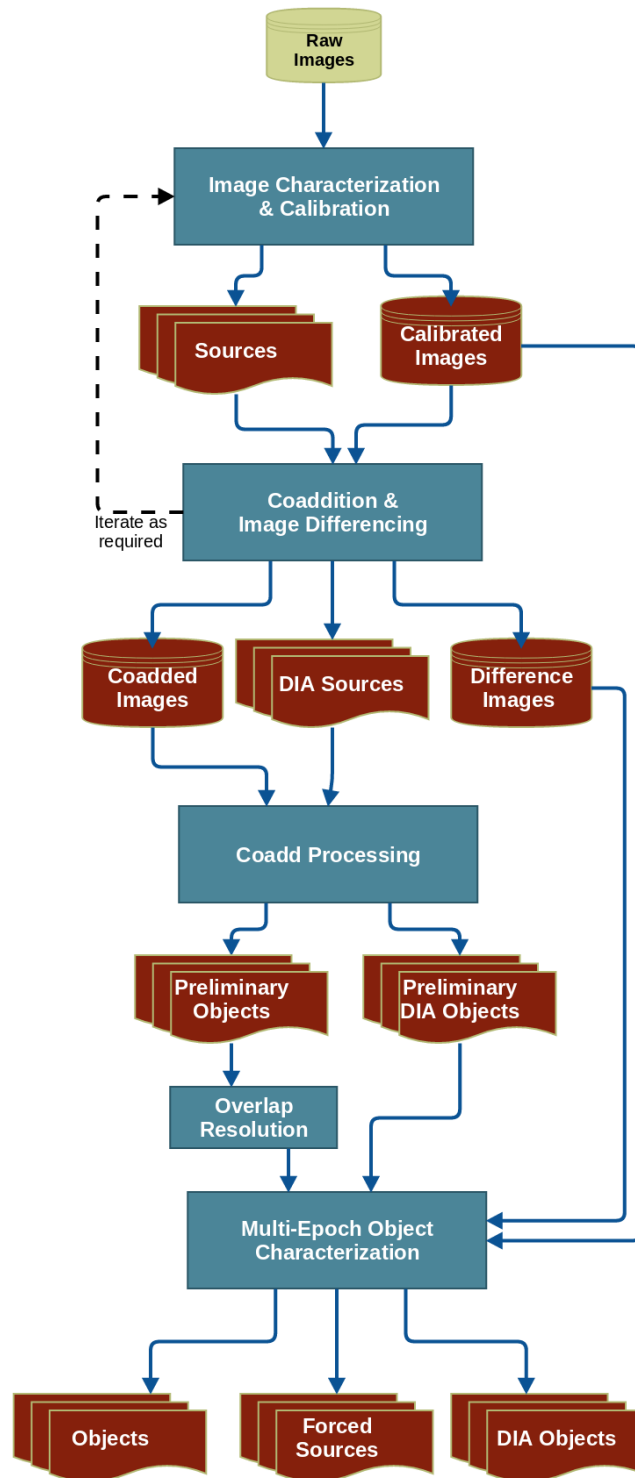 Raw
Images
Image Characterization
& Calibration
Sources
Calibrated
Images
Coaddition &
Image Differencing
Iterate as
required
Coadded
Images
DIA Sources
Difference
Images
Coadd Processing
Preliminary
Objects
Preliminary
DIA Objects
Overlap
Resolution
Multi-Epoch Object
Characterization
Objects
Forced
Sources
DIA Objects